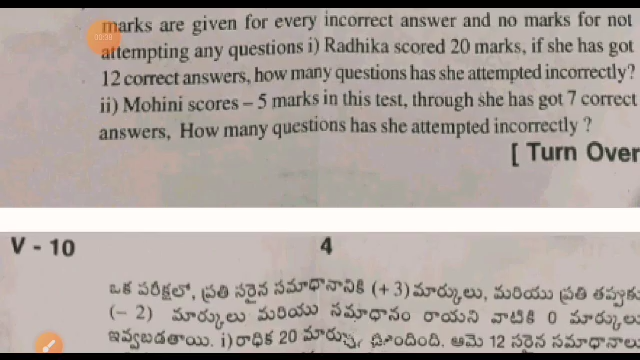 marks are given for every incorrect answer and no marks for not
00:38
attempting any questions i) Radhika scored 20 marks, if she has got
12 correct answers, how many questions has she attempted incorrectly?
ii) Mohini scores – 5 marks in this test, through she has got 7 correct
answers, How many questions has she attempted incorrectly ?
[ Turn Over
V - 10
4
ఒక పరీక్షలో, ప్రతి సరైన సమాధానానికి (+ 3) మార్కులు, మరియు ప్రతి తప్పుకు
(– 2) మార్కులు మరియు సమాధానం రాయని వాటికి 0 మార్కులు
ఇవ్వబడతాయి. i) రాధిక 20 మార్కులు పొందింది. ఆమె 12 సరైన సమాధానాలు